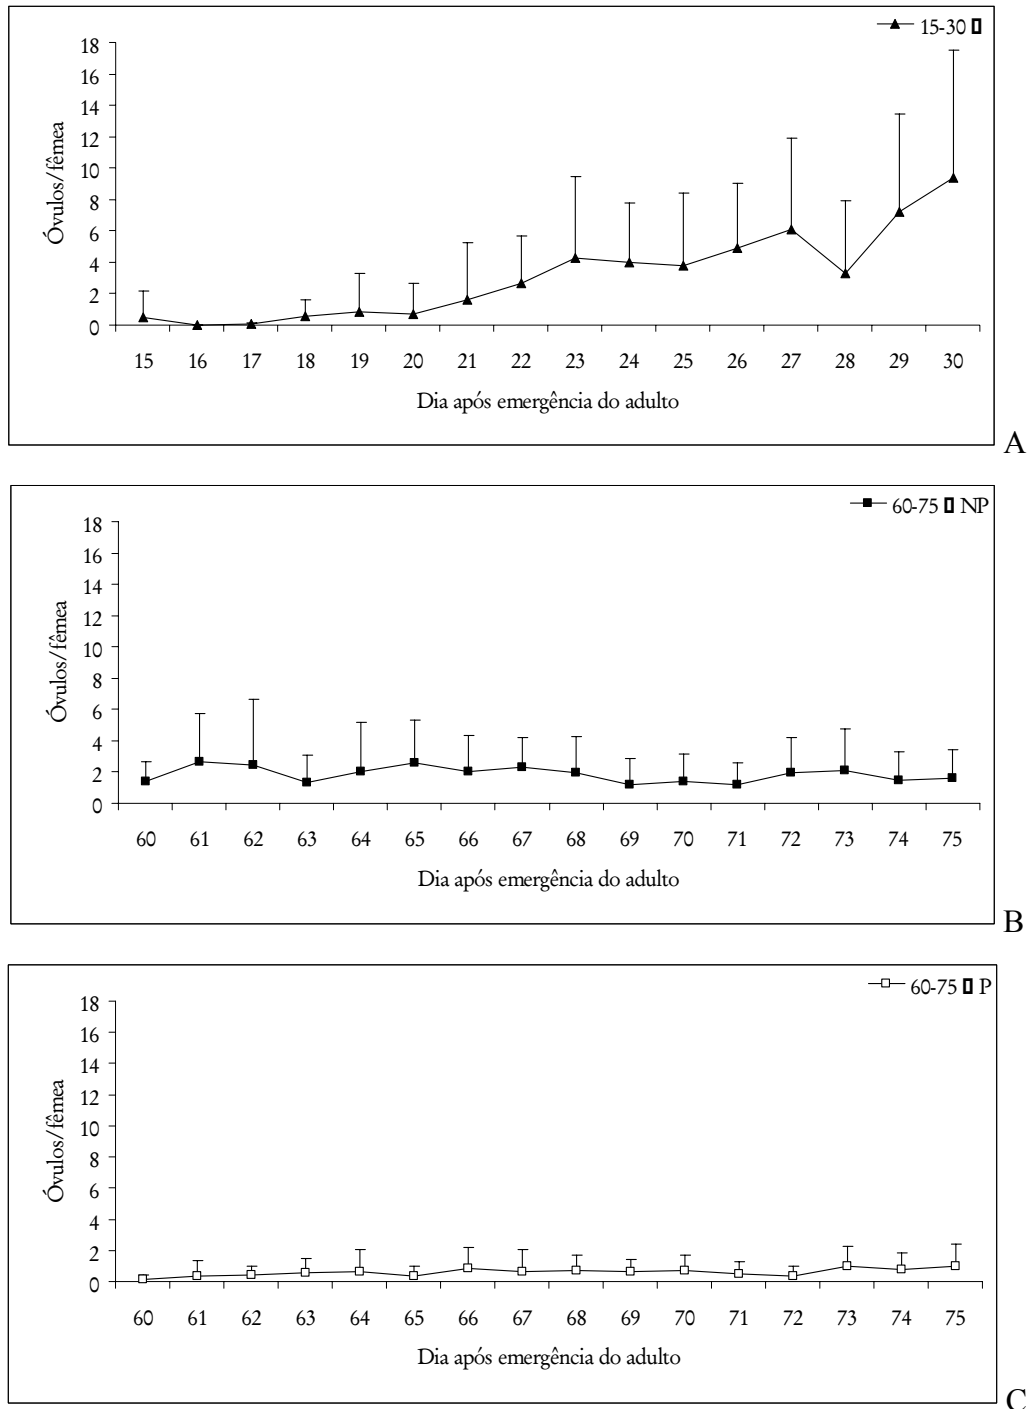 15-30 ▯
18
16
14
12
10
8
6
4
2
0
Óvulos/fêmea
15 16 17 18 19 20 21 22 23 24 25 26 27 28 29 30
Dia após emergência do adulto
A
60-75 ▯ NP
18
16
14
12
10
8
6
4
2
0
Óvulos/fêmea
60 61 62 63 64 65 66 67 68 69 70 71 72 73 74 75
Dia após emergência do adulto
B
60-75 ▯ P
18
16
14
12
10
8
6
4
2
0
Óvulos/fêmea
60 61 62 63 64 65 66 67 68 69 70 71 72 73 74 75
Dia após emergência do adulto
C